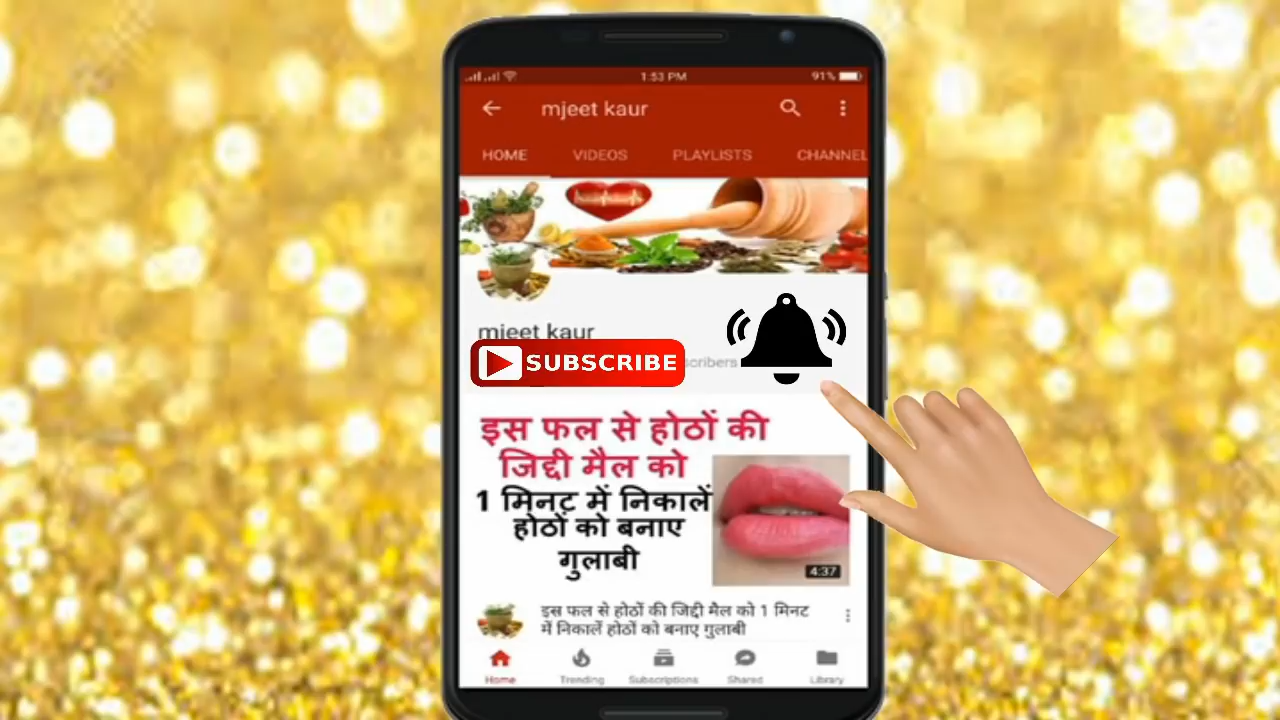 1:53 PM
91%
mjeet kaur
HOME VIDEOS PLAYLISTS CHANNEL
mjeet kaur
SUBSCRIBE
scribers
इस फल से होठों की
जिद्दी मैल को
1 मिनट में निकालें
होठों को बनाए
गुलाबी
4:37
इस फल से होठों की जिद्दी मैल को 1 मिनट
में निकालें होठों को बनाए गुलाबी
Home Trending Subscriptions Shared Library